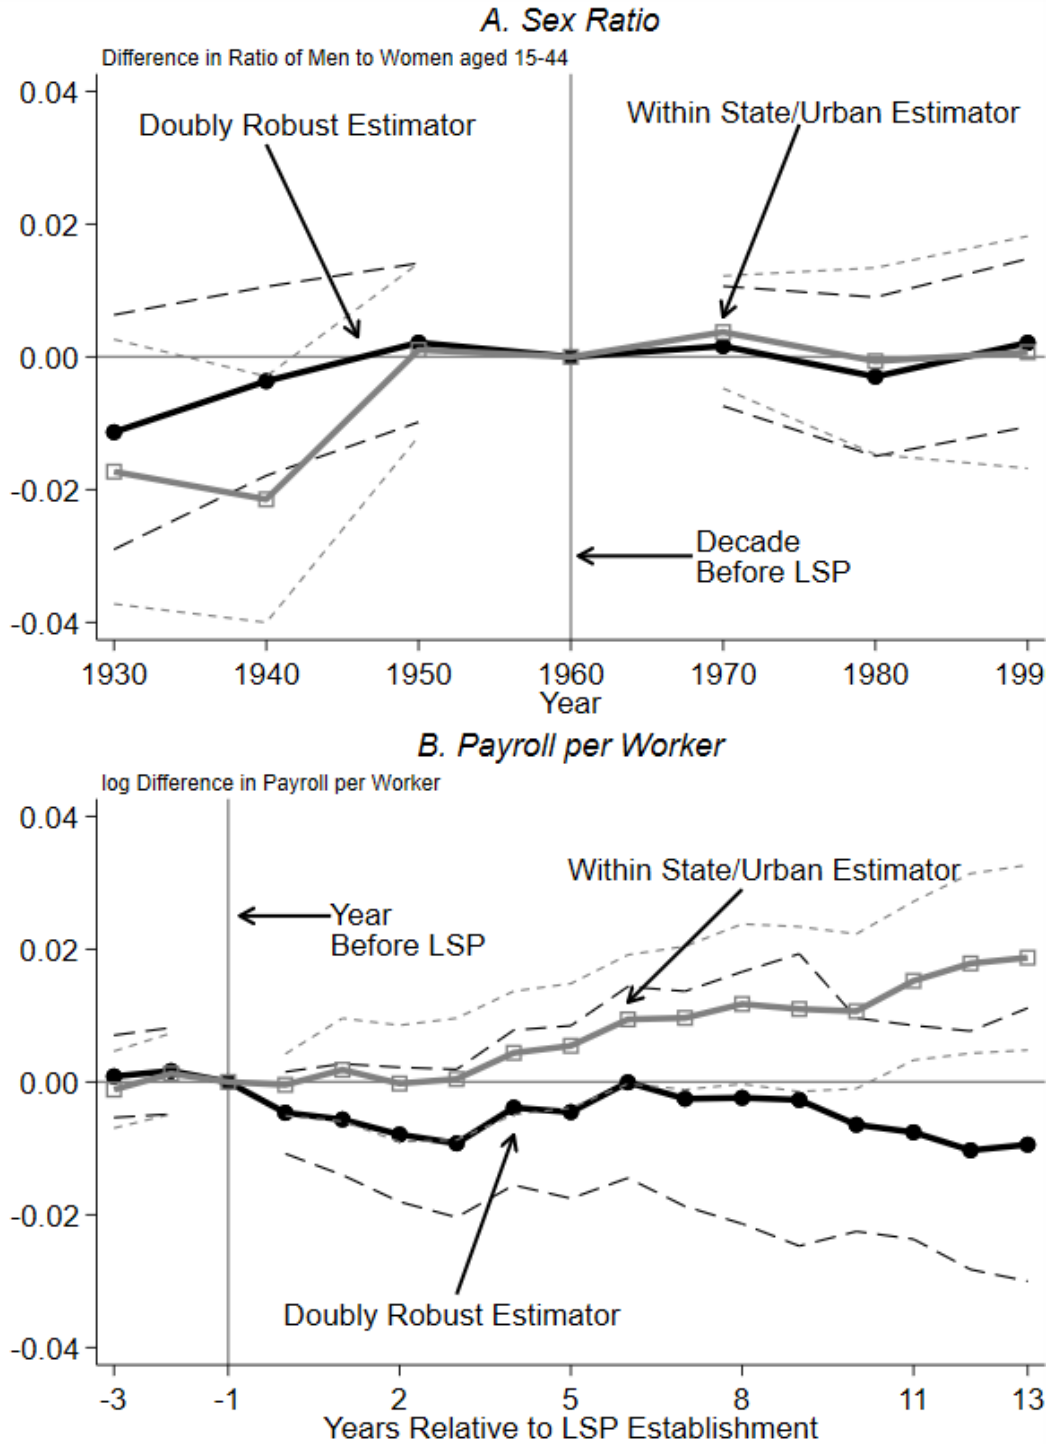 A. Sex Ratio
Difference in Ratio of Men to Women aged 15-44
0.04
Doubly Robust Estimator
Within State/Urban Estimator
0.02
0.00
-0.02
Decade
Before LSP
-0.04
1930 1940 1950 1960 1970 1980 199
Year
B. Payroll per Worker
log Difference in Payroll per Worker
0.04
Within State/Urban Estimator
Year
Before LSP
0.02
0.00
-0.02
Doubly Robust Estimator
-0.04
-3 -1 2 5 8 11 13
Years Relative to LSP Establishment